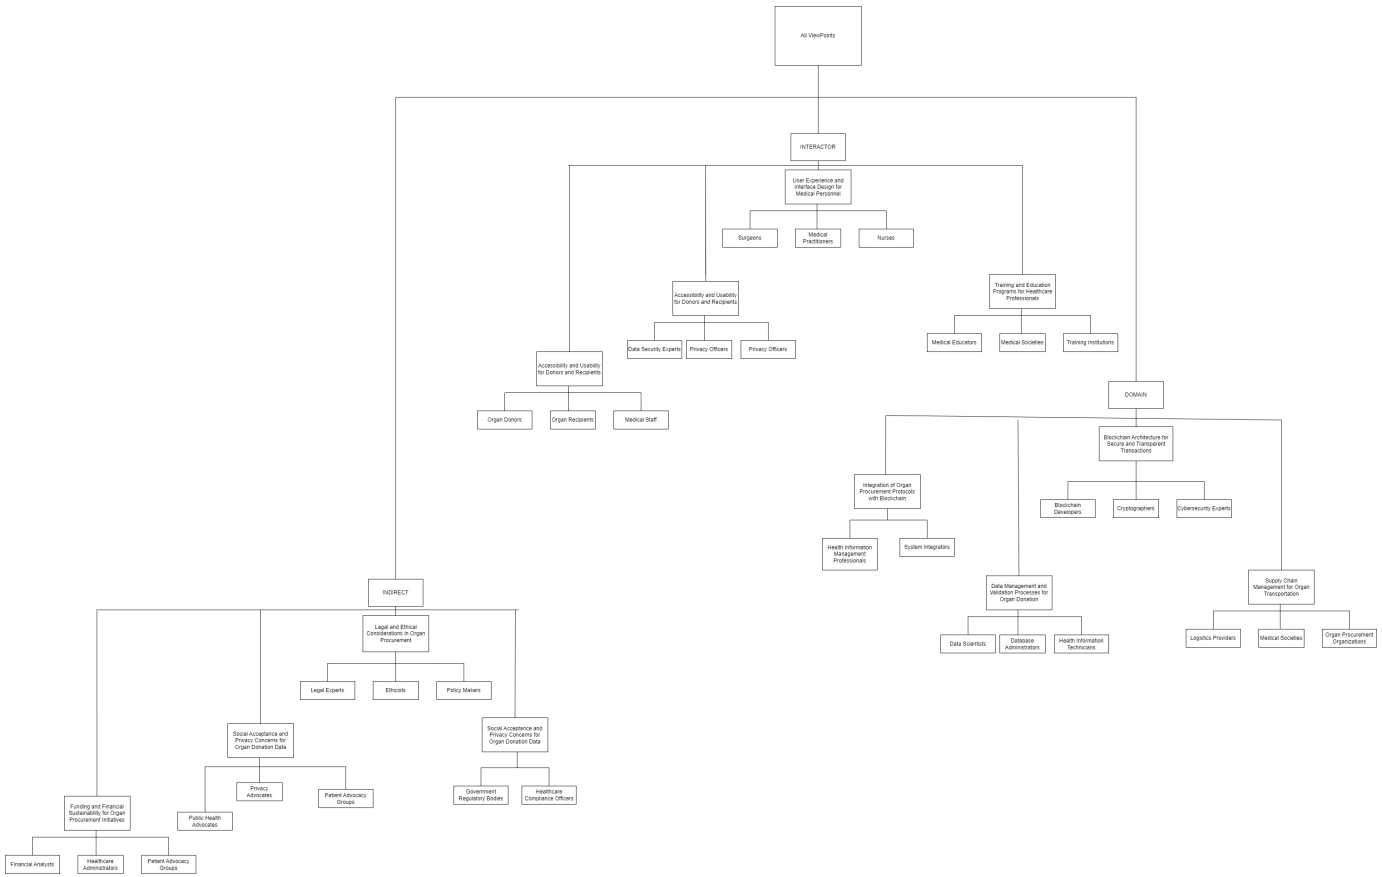 All ViewPoints
INTERACTOR
User Experience and
Interface Design for
Medical Personnel
Surgeons
Medical
Practitioners
Nurses
Accessibility and Usability
for Donors and Recipients
Data Security Experts
Privacy Officers
Privacy Officers
Training and Education
Programs for Healthcare
Professionals
Medical Educators
Medical Societies
Training Institutions
Accessibility and Usability
for Donors and Recipients
Organ Donors
Organ Recipients
Medical Staff
DOMAIN
Blockchain Architecture for
Secure and Transparent
Transactions
Blockchain
Developers
Cryptographers
Cybersecurity Experts
Integration of Organ
Procurement Protocols
with Blockchain
Health Information
Management
Professionals
System Integrators
Data Management and
Validation Processes for
Organ Donation
Data Scientists
Database
Administrators
Health Information
Technicians
Supply Chain
Management for Organ
Transportation
Logistics Providers
Medical Societies
Organ Procurement
Organizations
INDIRECT
Legal and Ethical
Considerations in Organ
Procurement
Legal Experts
Ethicists
Policy Makers
Social Acceptance and
Privacy Concerns for
Organ Donation Data
Government
Regulatory Bodies
Healthcare
Compliance Officers
Social Acceptance and
Privacy Concerns for
Organ Donation Data
Public Health
Advocates
Privacy
Advocates
Patient Advocacy
Groups
Funding and Financial
Sustainability for Organ
Procurement Initiatives
Financial Analysts
Healthcare
Administrators
Patient Advocacy
Groups